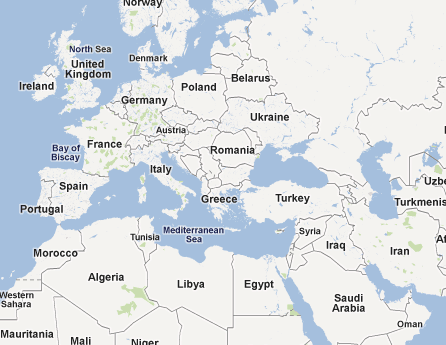 Norway
North Sea
Denmark
United
Kingdom
Ireland
Belarus
Poland
Germany
Ukraine
Austria
France
Bay of
Biscay
Romania
Italy
Spain
Portugal
Greece
Turkey
Uzbe
Turkmenis
Mediterranean
Sea
Tunisia
Syria
Iraq
Iran
Af
Morocco
Algeria
Libya
Egypt
Western
Sahara
Saudi
Arabia
Oman
Mauritania
Mali
Niger